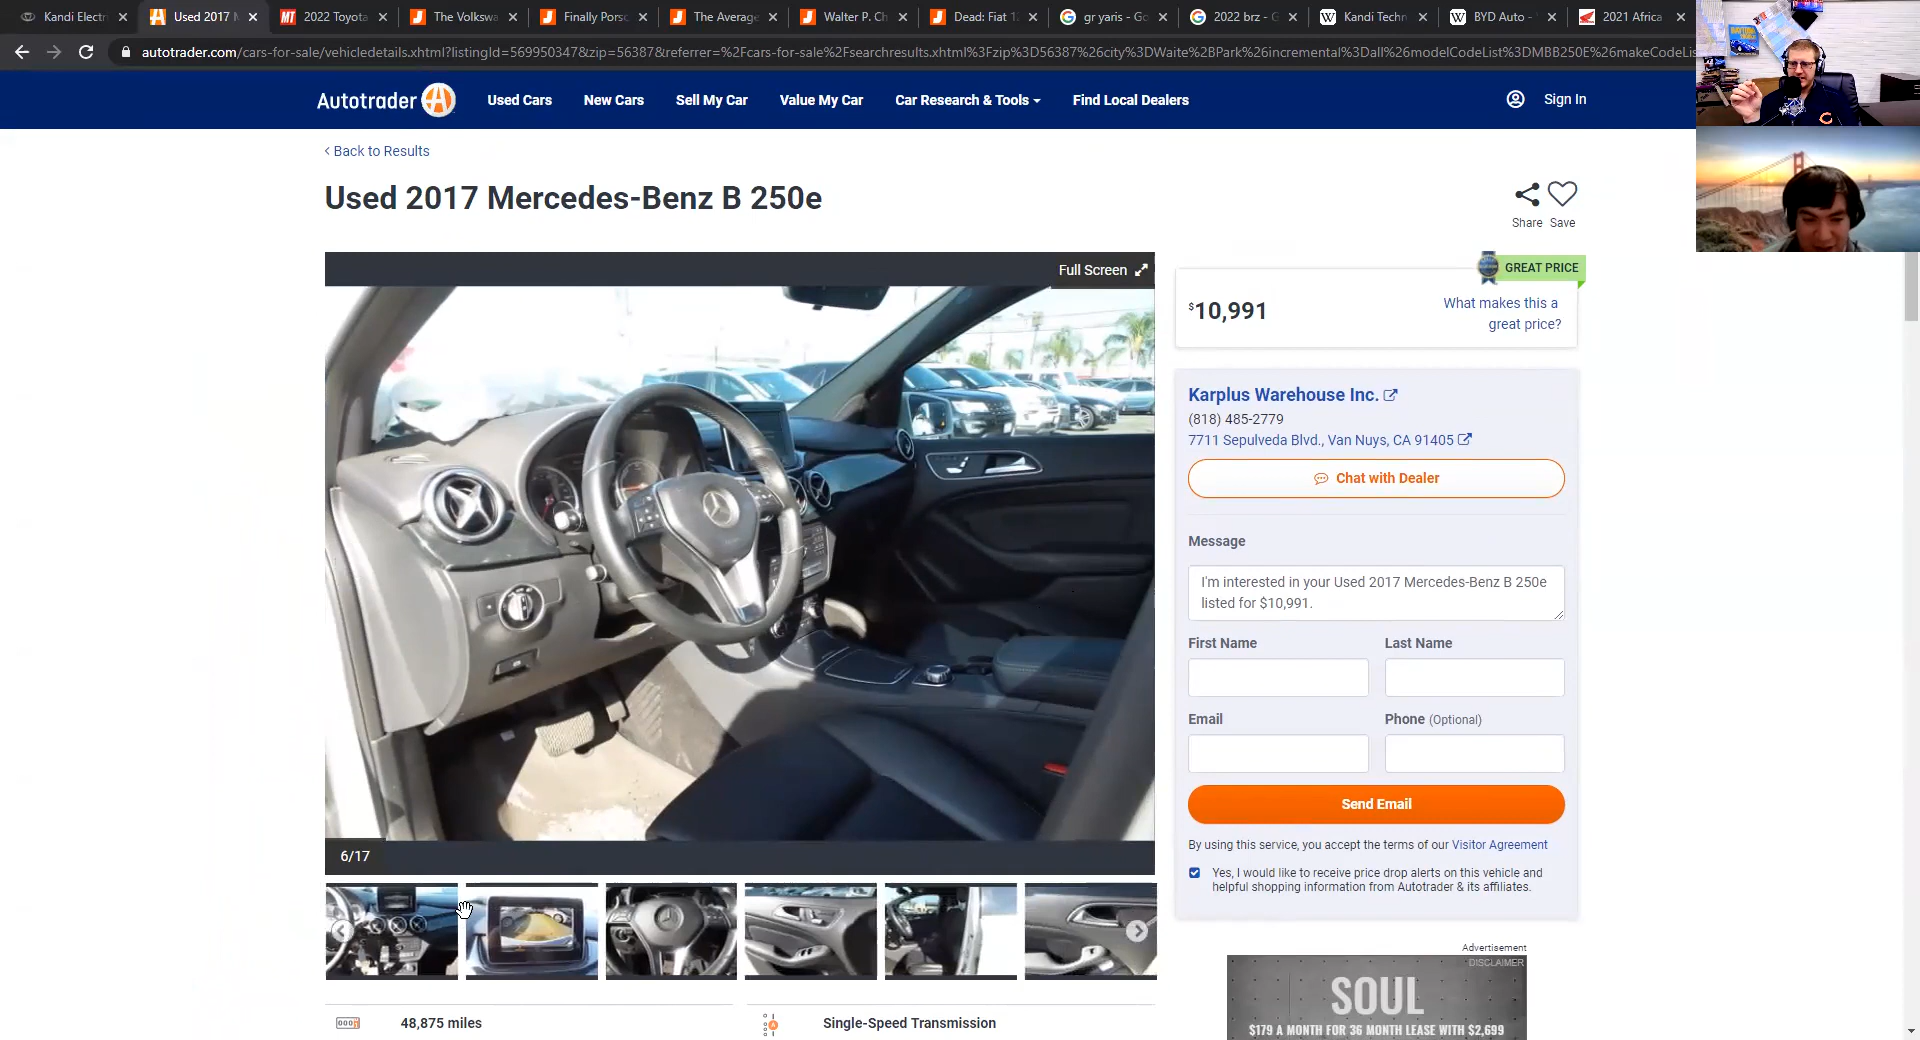 Kandi Electri
Used 2017 M
2022 Toyota
The Volkswa
Finally Porsc
The Average
Walter P. Ch
Dead: Fiat 12
gr yaris - Go
2022 brz - G
Kandi Techn
BYD Auto -
2021 Africa
autotrader.com/cars-for-sale/vehicledetails.xhtml?listingId=569950347&zip=56387&referrer=%2Fcars-for-sale%2Fsearchresults.xhtml%3Fzip%3D56387%26city%3DWaite%2BPark%26incremental%3Dall%26modelCodeList%3DMBB250E%26makeCodeLis
Autotrader
Used Cars
New Cars
Sell My Car
Value My Car
Car Research & Tools
Find Local Dealers
Sign In
‹ Back to Results
Used 2017 Mercedes-Benz B 250e
Share
Save
Full Screen
6/17
48,875 miles
Single-Speed Transmission
GREAT PRICE
$10,991
What makes this a
great price?
Karplus Warehouse Inc.
(818) 485-2779
7711 Sepulveda Blvd., Van Nuys, CA 91405
Chat with Dealer
Message
I'm interested in your Used 2017 Mercedes-Benz B 250e
listed for $10,991.
First Name
Last Name
Email
Phone (Optional)
Send Email
By using this service, you accept the terms of our Visitor Agreement
Yes, I would like to receive price drop alerts on this vehicle and
helpful shopping information from Autotrader & its affiliates.
Advertisement
DISCLAIMER
SOUL
$179 A MONTH FOR 36 MONTH LEASE WITH $2,699